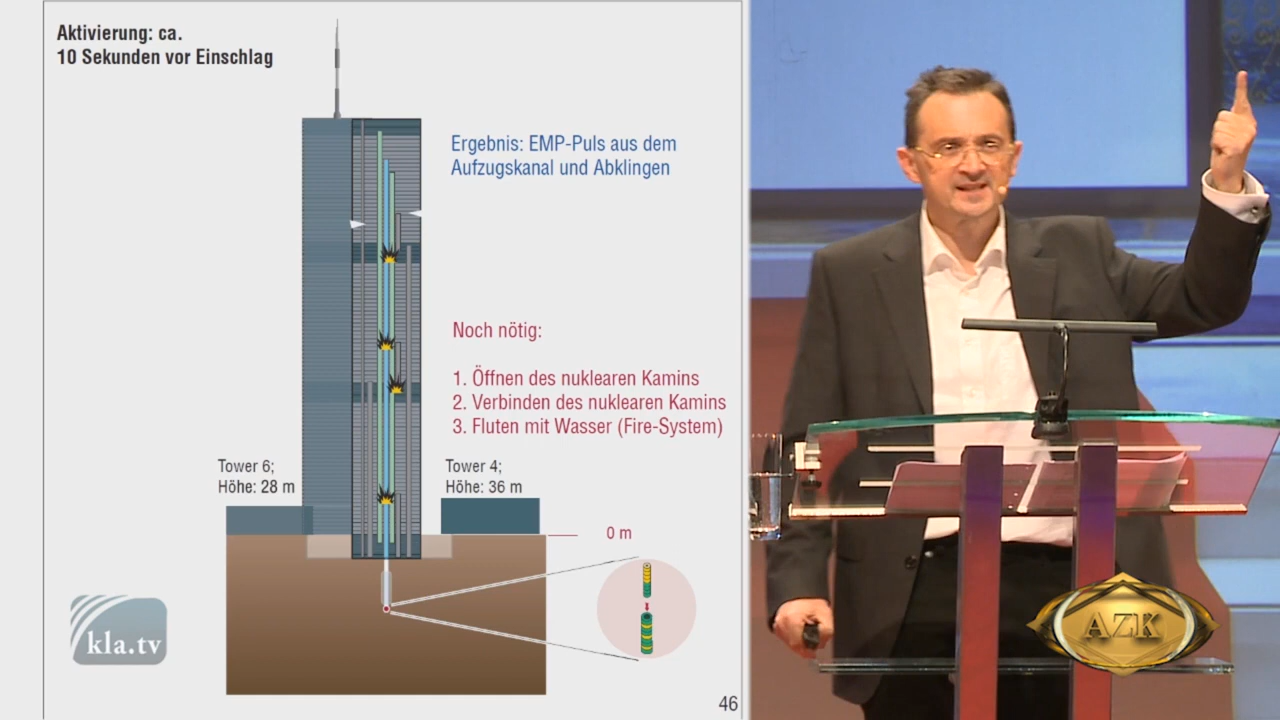 Aktivierung: ca.
10 Sekunden vor Einschlag
Ergebnis: EMP-Puls aus dem
Aufzugskanal und Abklingen
Noch nötig:
1. Öffnen des nuklearen Kamins
2. Verbinden des nuklearen Kamins
3. Fluten mit Wasser (Fire-System)
Tower 6;
Höhe: 28 m
Tower 4;
Höhe: 36 m
0 m
kla.tv
46
AZK